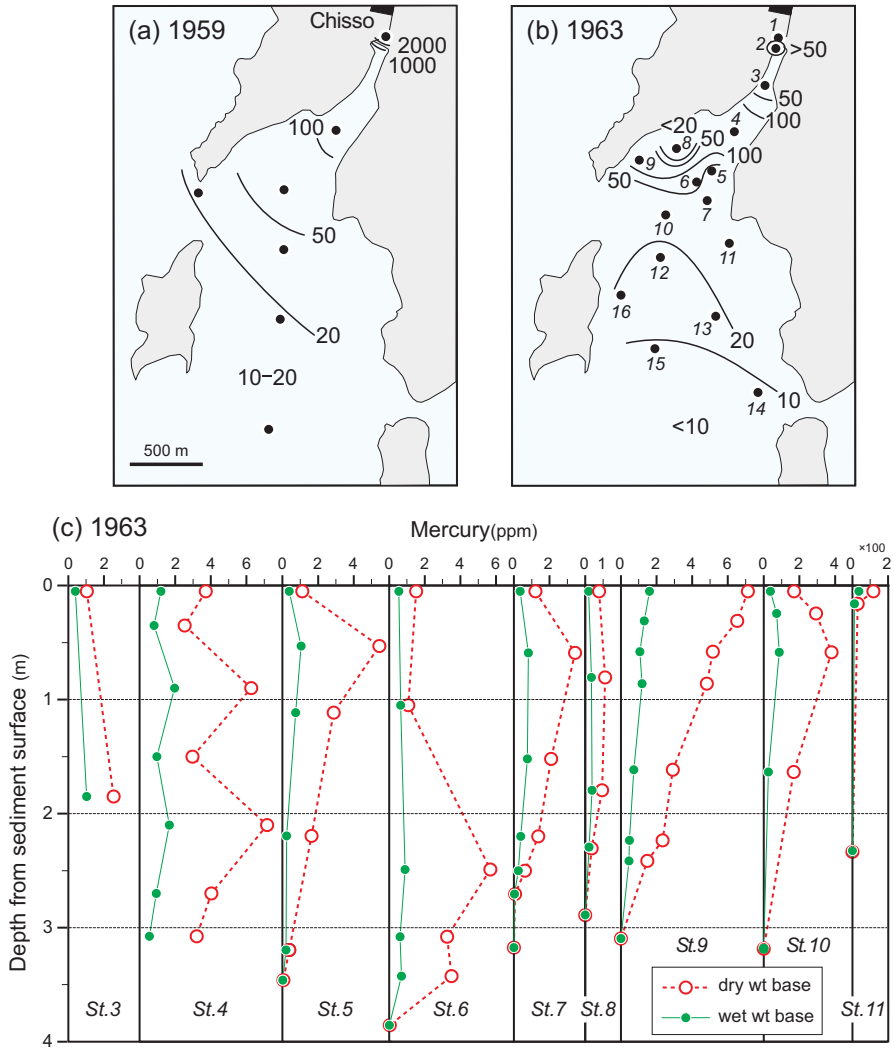 (a) 1959
Chisso
2000
1000
100
50
20
10–20
500 m
(b) 1963
1
2
>50
3
50
100
4
<20
50
8
100
9
50
6
5
7
10
11
12
16
13
20
15
10
14
<10
(c) 1963
Mercury(ppm)
×100
0 2 0 2 4 6 0 2 4 0 2 4 6 0 2 0 1 0 2 4 6 0 2 4 0 2
Depth from sediment surface (m)
0
1
2
3
4
St.3
St.4
St.5
St.6
St.7
St.8
St.9
St.10
St.11
dry wt base
wet wt base